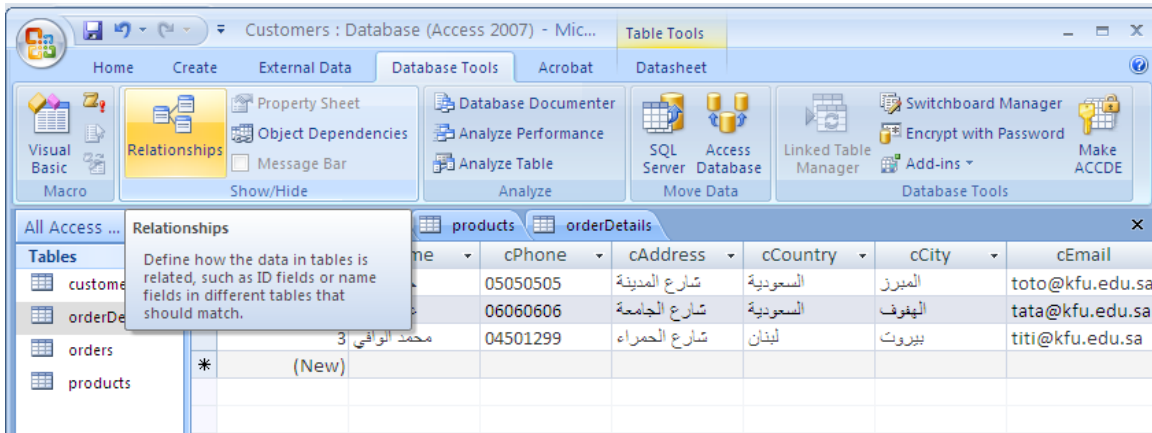 Customers : Database (Access 2007) - Mic...
Table Tools
Home Create External Data Database Tools Acrobat Datasheet
Visual Basic
Macro
Relationships
Property Sheet
Object Dependencies
Message Bar
Show/Hide
Database Documenter
Analyze Performance
Analyze Table
Analyze
SQL Server
Access Database
Move Data
Linked Table Manager
Switchboard Manager
Encrypt with Password
Add-ins
Make ACCDE
Database Tools
All Access ...
products orderDetails
Relationships
Define how the data in tables is
related, such as ID fields or name
fields in different tables that
should match.
Tables
custome
orderDe
orders
products
me cPhone cAddress cCountry cCity cEmail
05050505 شارع المدينة السعودية المبرز toto@kfu.edu.sa
06060606 شارع الجامعة السعودية الهفوف tata@kfu.edu.sa
3 محمد الوافي 04501299 شارع الحمراء لبنان بيروت titi@kfu.edu.sa
* (New)